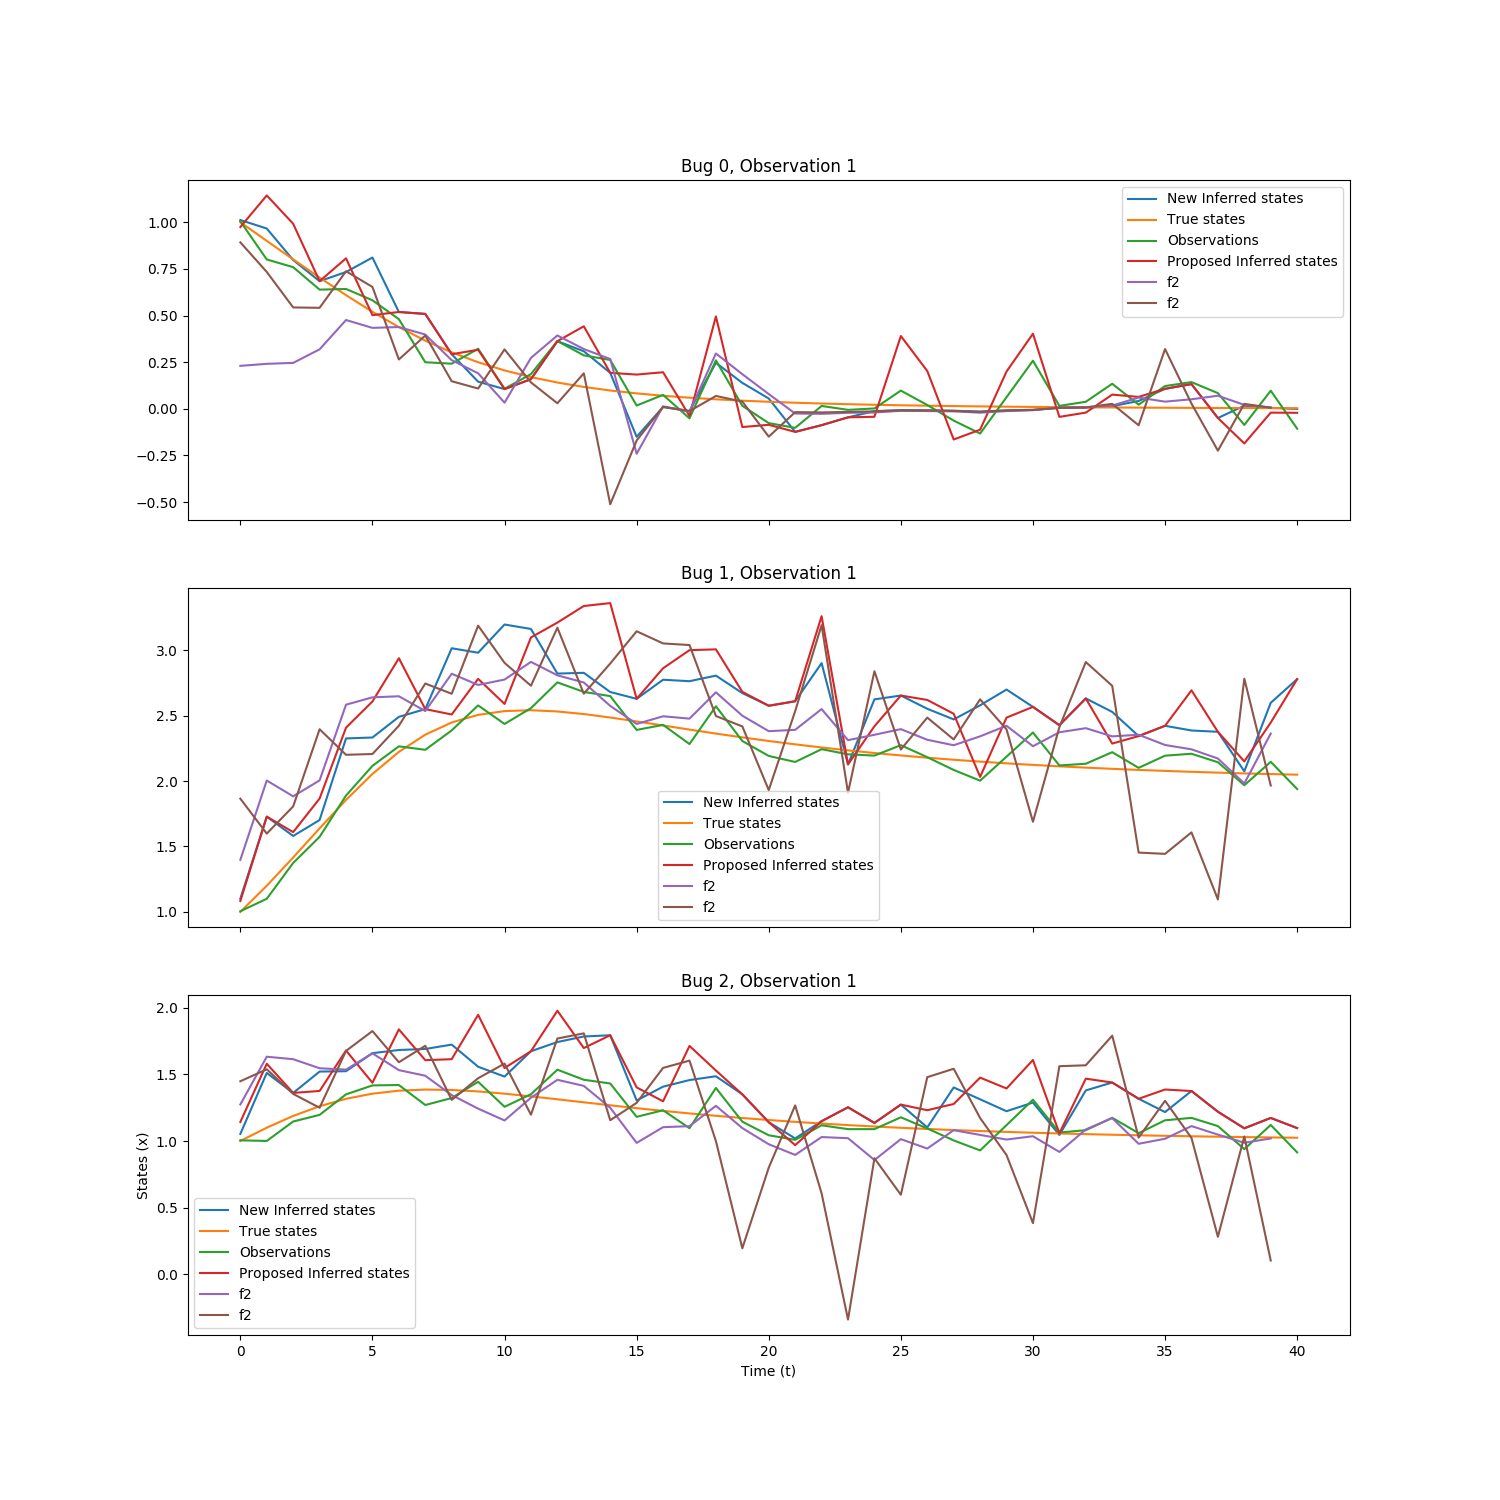 Bug 0, Observation 1
1.00
0.75
0.50
0.25
0.00
−0.25
−0.50
New Inferred states
True states
Observations
Proposed Inferred states
f2
f2
Bug 1, Observation 1
3.0
2.5
2.0
1.5
1.0
New Inferred states
True states
Observations
Proposed Inferred states
f2
f2
Bug 2, Observation 1
States (x)
2.0
1.5
1.0
0.5
0.0
New Inferred states
True states
Observations
Proposed Inferred states
f2
f2
0 5 10 15 20 25 30 35 40
Time (t)